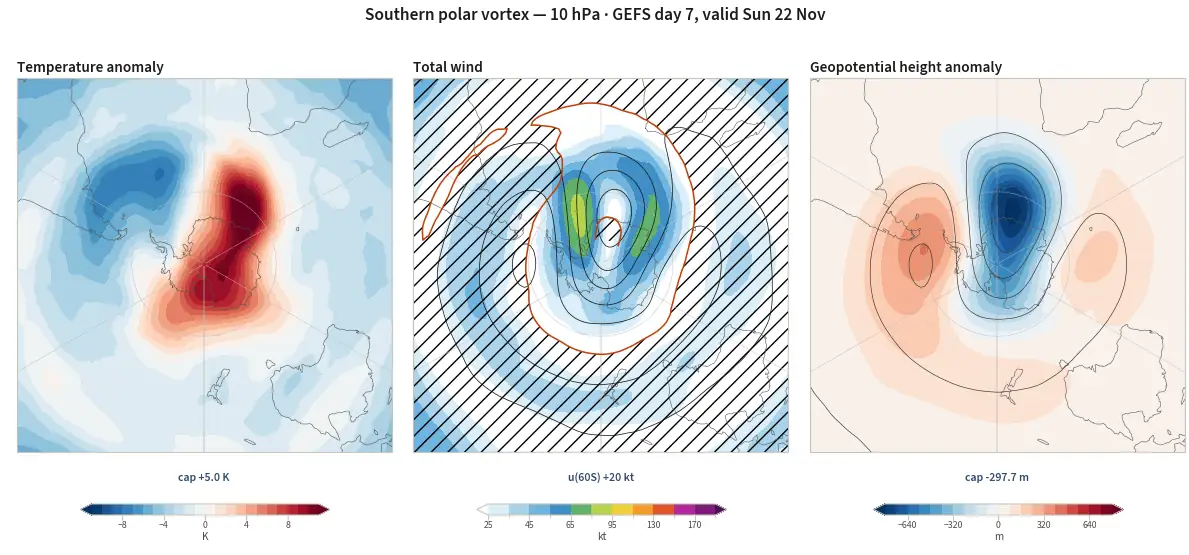 Southern polar vortex — 10 hPa · GEFS day 7, valid Sun 22 Nov
Temperature anomaly
Total wind
Geopotential height anomaly
cap +5.0 K
u(60S) +20 kt
cap -297.7 m
−8 −4 0 4 8
K
25 45 65 95 130 170
kt
−640 −320 0 320 640
m